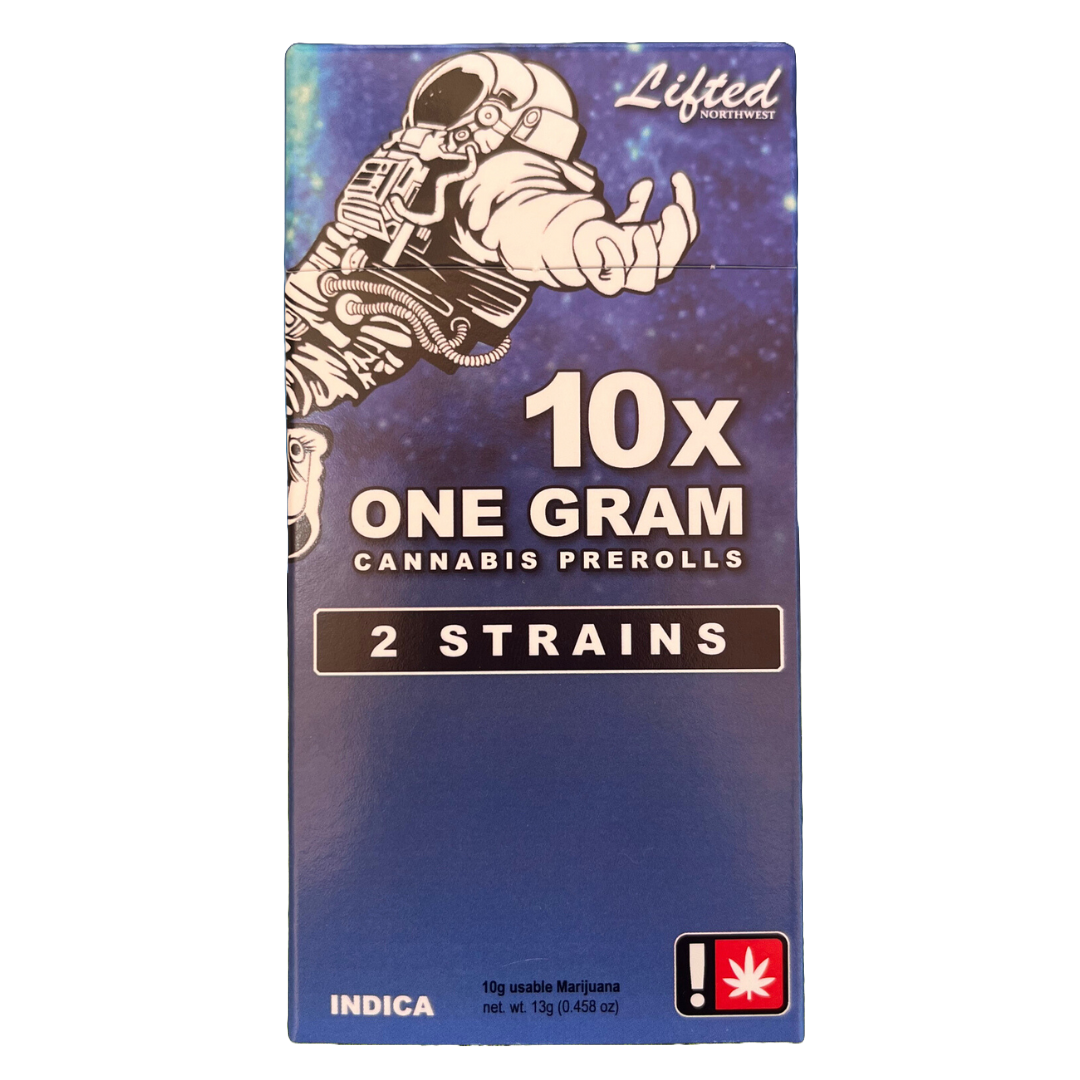 Lifted
NORTHWEST
10x
ONE GRAM
CANNABIS PREROLLS
2 STRAINS
10g usable Marijuana
net. wt. 13g (0.458 oz)
INDICA
!